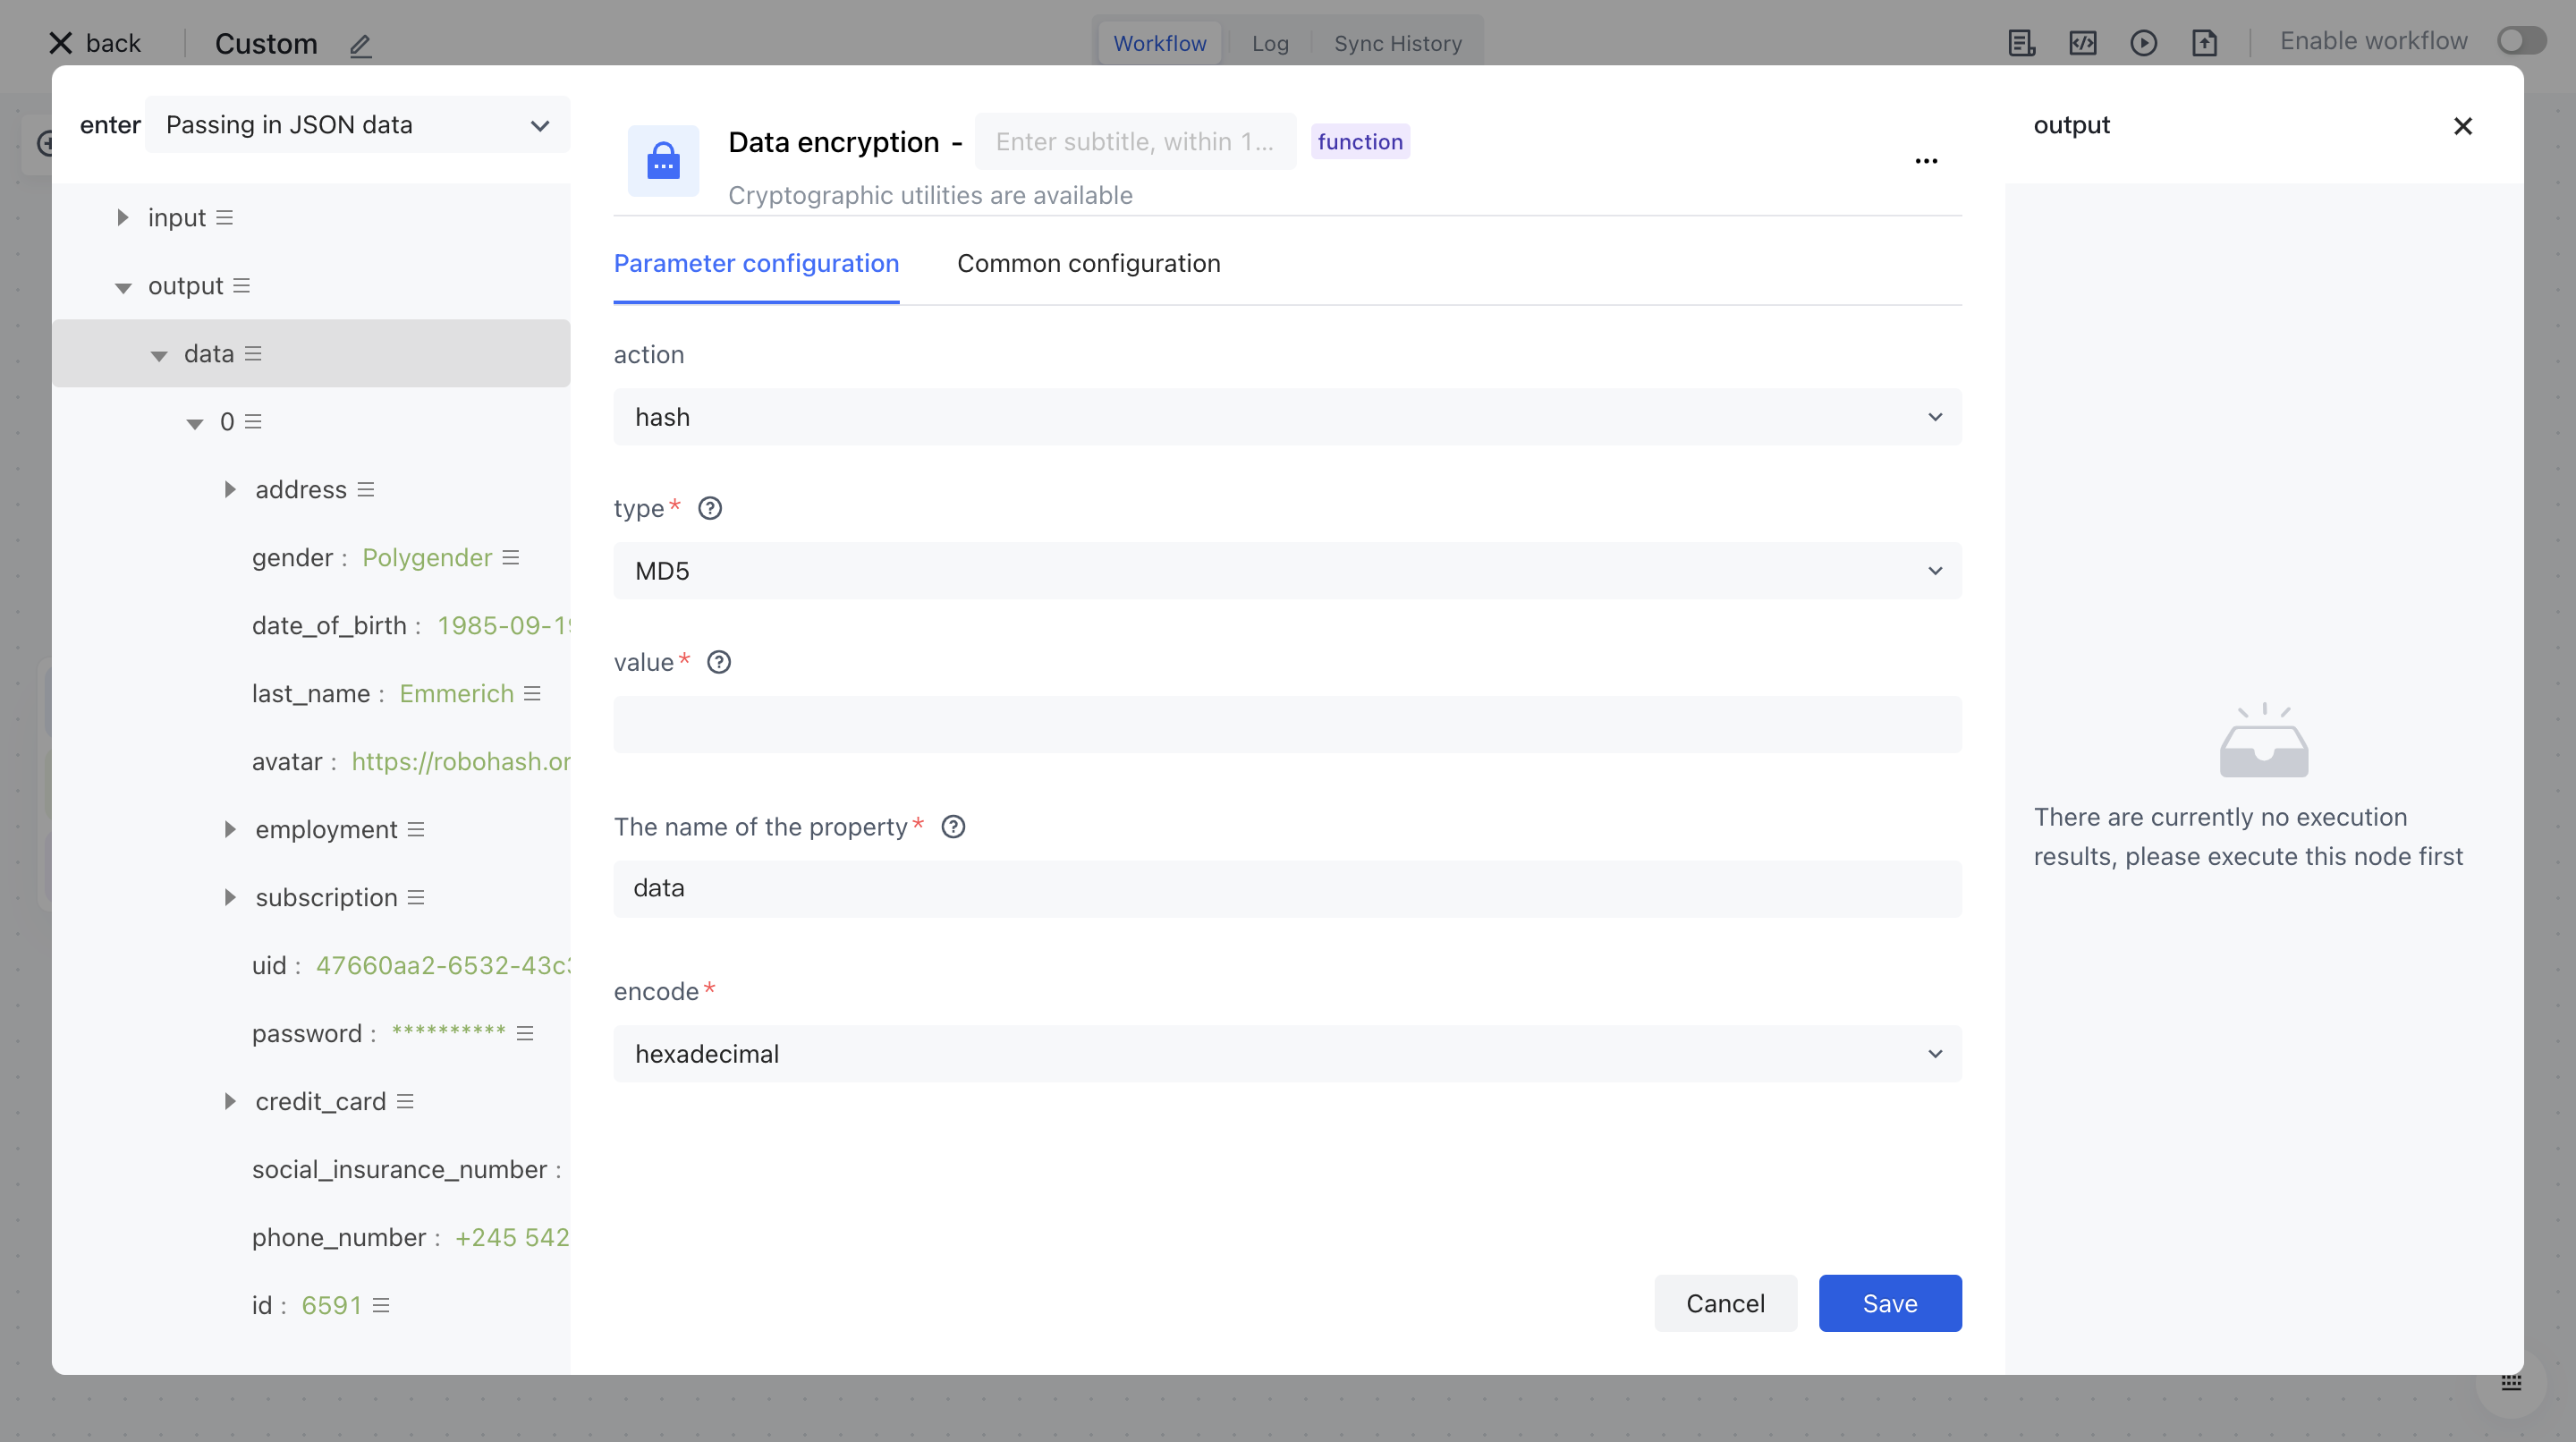 back
Custom
Workflow
Log
Sync History
Enable workflow
enter
Passing in JSON data
input
output
data
0
address
gender : Polygender
date_of_birth : 1985-09-19
last_name : Emmerich
avatar : https://robohash.or
employment
subscription
uid : 47660aa2-6532-43c
password : **********
credit_card
social_insurance_number :
phone_number : +245 542
id : 6591
Data encryption -
Enter subtitle, within 1...
function
Cryptographic utilities are available
Parameter configuration
Common configuration
action
hash
type*
MD5
value*
The name of the property*
data
encode*
hexadecimal
Cancel
Save
output
There are currently no execution
results, please execute this node first